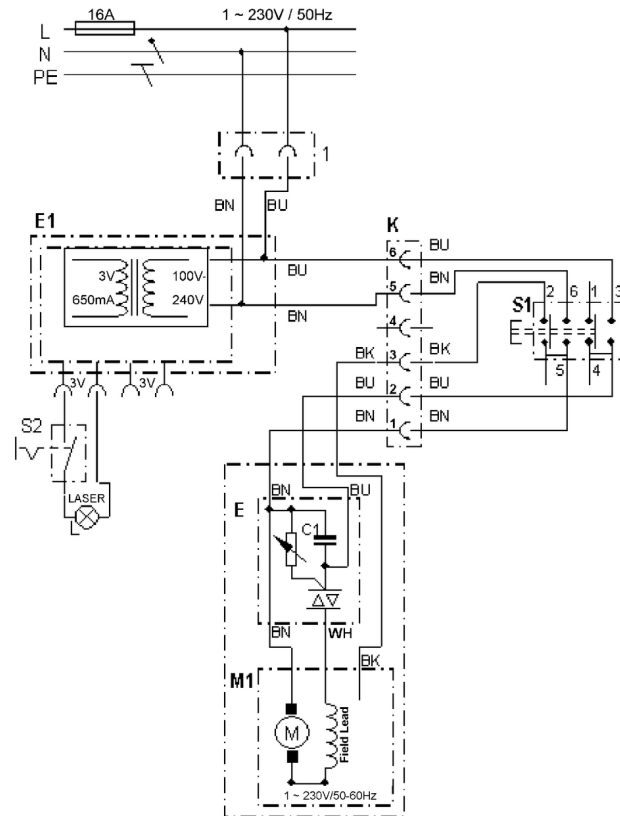 16A 1 ~ 230V / 50Hz
L
N
PE
1
BN BU
E1 K
6 BU
3V 100V- BU
5 BN
650mA 240V BN
2 6 1 3
S1
4
3V 3V
BK 3 BK
5 4
BU 2 BU
S2
BN 1 BN
LASER
L
BN BU
E C1
BN WH
BK
M1
M Field Lead
1 ~ 230V/50-60Hz